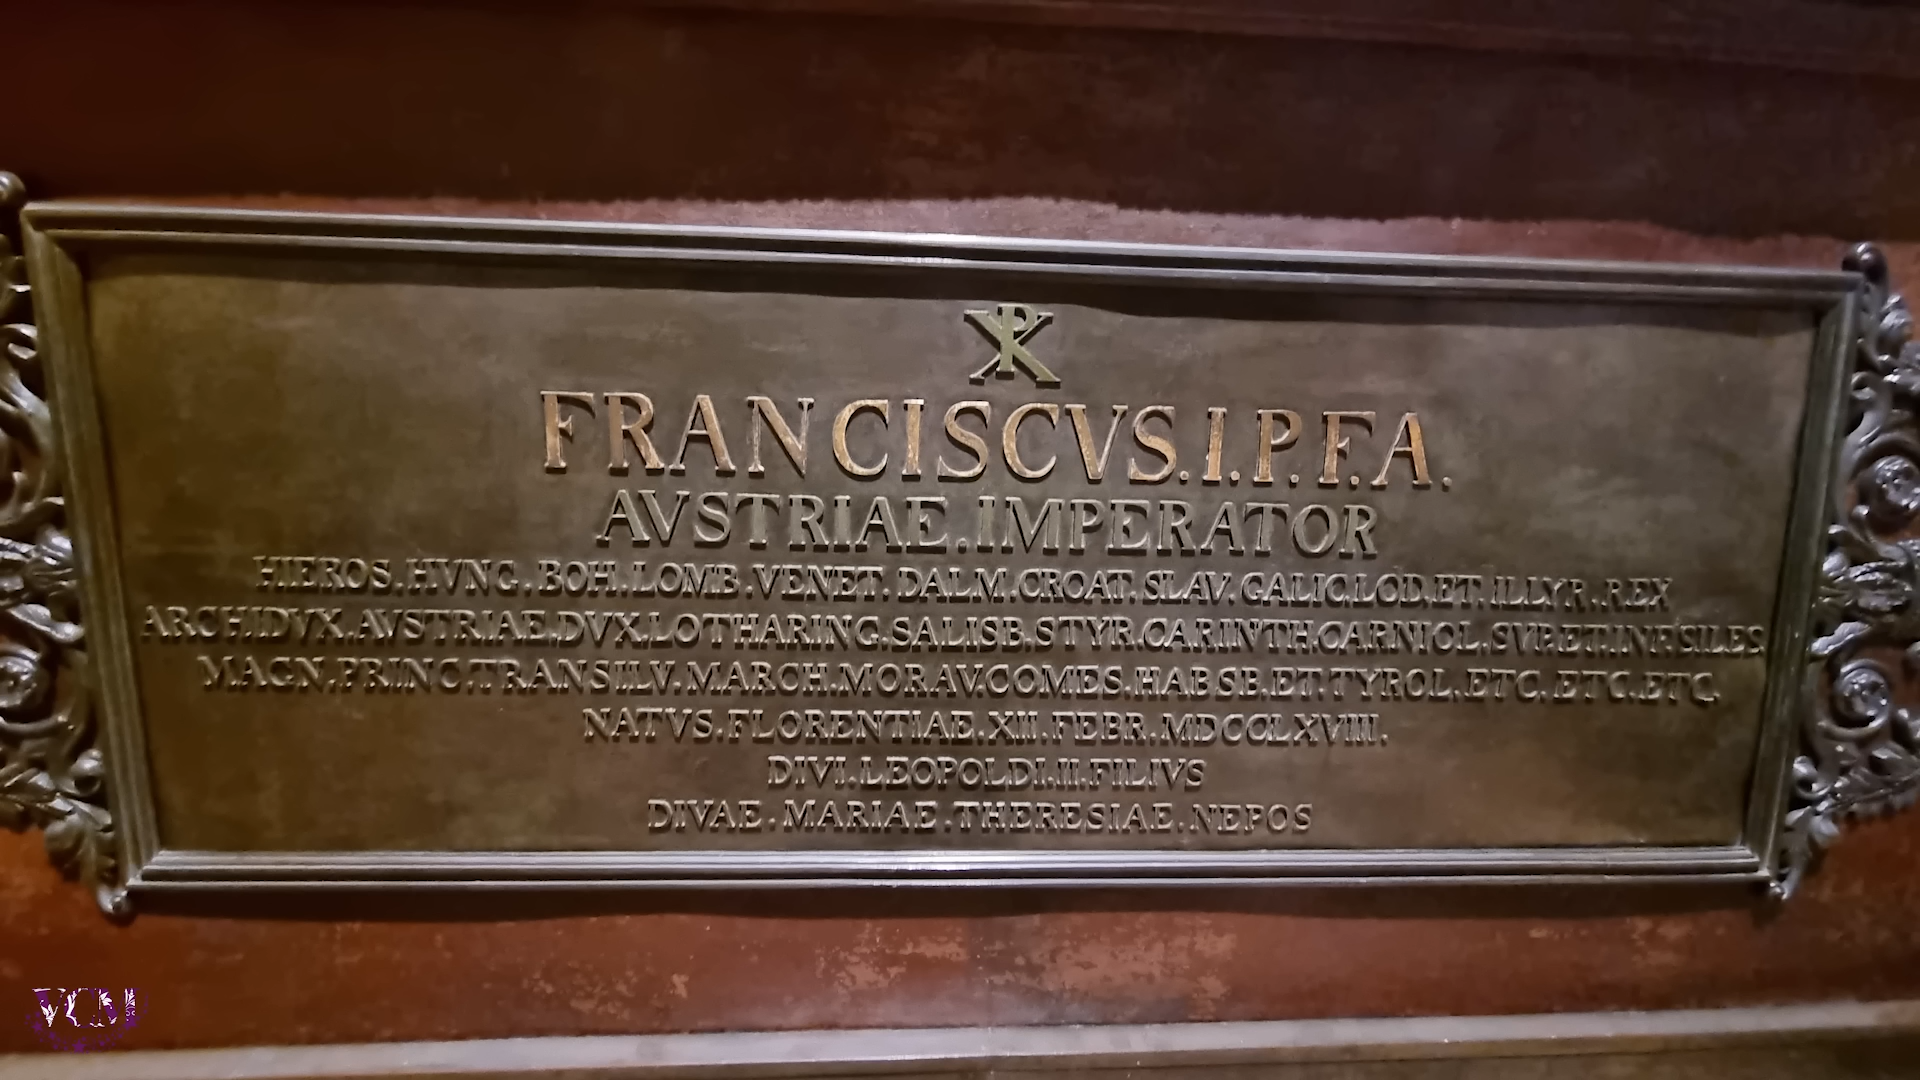 ☧
FRANCISCVS.I.P.F.A.
AVSTRIAE.IMPERATOR
HIEROS.HVNG.BOH.LOMB.VENET.DALM.CROAT.SLAV.GALIC.LOD.ET.ILLYR.REX
ARCHIDVX.AVSTRIAE.DVX.LOTHARING.SALISB.STYR.CARINTH.CARNIOL.SVP.ET.INF.SILES.
MAGN.PRINC.TRANSILV.MARCH.MORAV.COMES.HABSB.ET.TYROL.ETC.ETC.ETC.
NATVS.FLORENTIAE.XII.FEBR.MDCCLXVIII.
DIVI.LEOPOLDI.II.FILIVS
DIVAE.MARIAE.THERESIAE.NEPOS